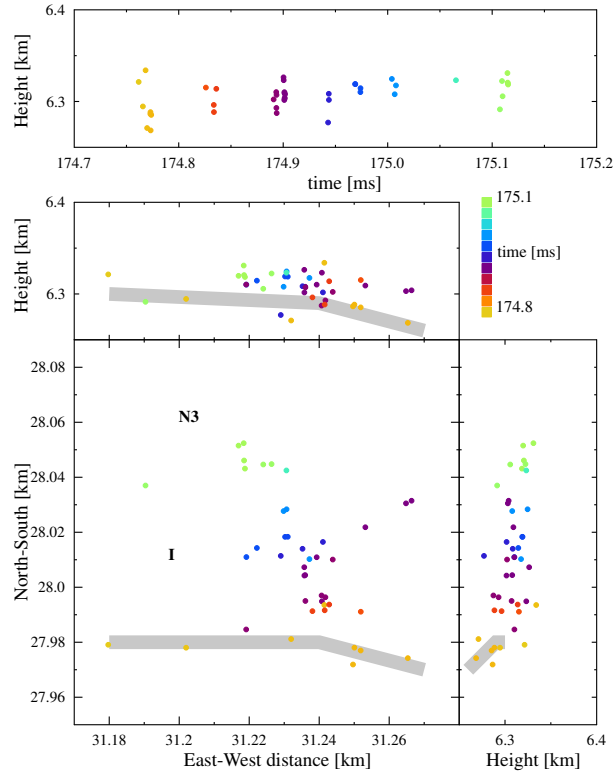 6.4
6.3
Height [km]
174.7 174.8 174.9 175.0 175.1 175.2
time [ms]
6.4
6.3
Height [km]
175.1
time [ms]
174.8
28.08
28.06
28.04
28.02
28.0
27.98
27.96
North-South [km]
N3
I
31.18 31.2 31.22 31.24 31.26
East-West distance [km]
6.3 6.4
Height [km]